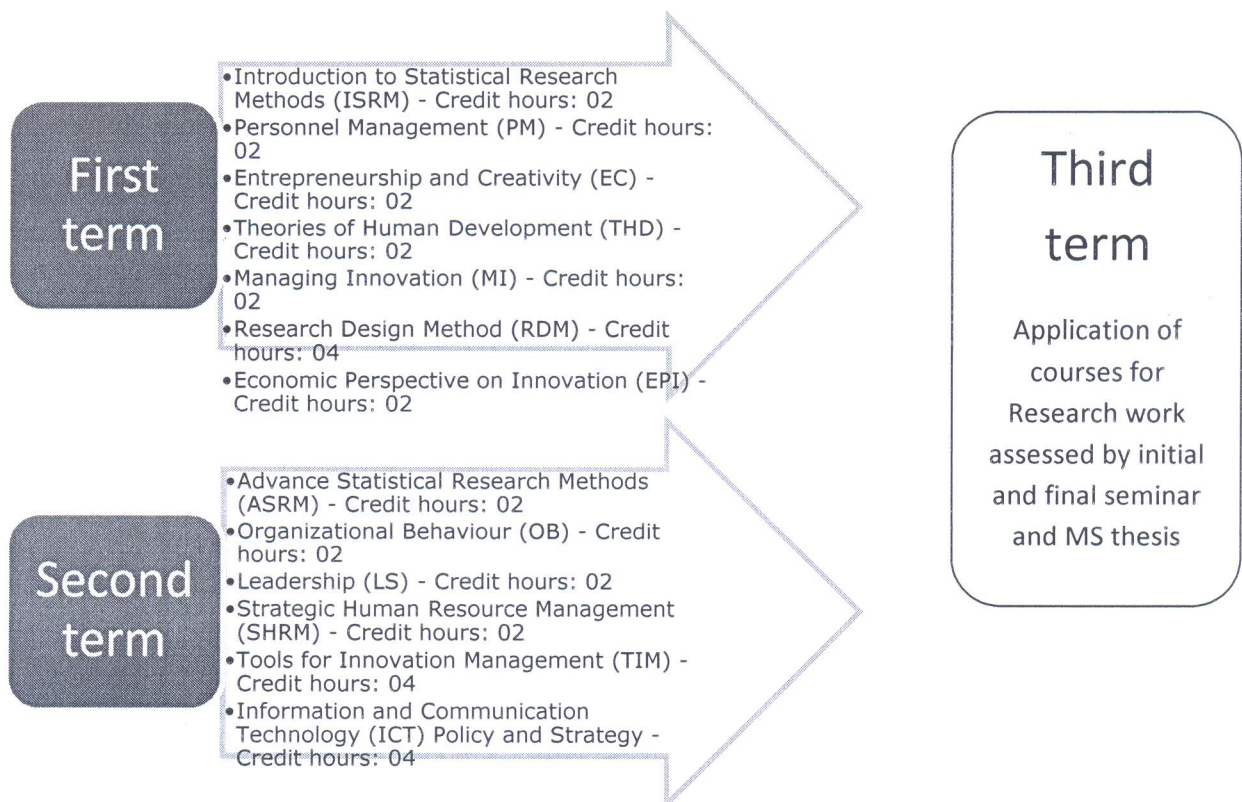 First
term
•Introduction to Statistical Research
Methods (ISRM) - Credit hours: 02
•Personnel Management (PM) - Credit hours:
02
•Entrepreneurship and Creativity (EC) -
Credit hours: 02
•Theories of Human Development (THD) -
Credit hours: 02
•Managing Innovation (MI) - Credit hours:
02
•Research Design Method (RDM) - Credit
hours: 04
•Economic Perspective on Innovation (EPI) -
Credit hours: 02
Second
term
•Advance Statistical Research Methods
(ASRM) - Credit hours: 02
•Organizational Behaviour (OB) - Credit
hours: 02
•Leadership (LS) - Credit hours: 02
•Strategic Human Resource Management
(SHRM) - Credit hours: 02
•Tools for Innovation Management (TIM) -
Credit hours: 04
•Information and Communication
Technology (ICT) Policy and Strategy -
Credit hours: 04
Third
term
Application of
courses for
Research work
assessed by initial
and final seminar
and MS thesis